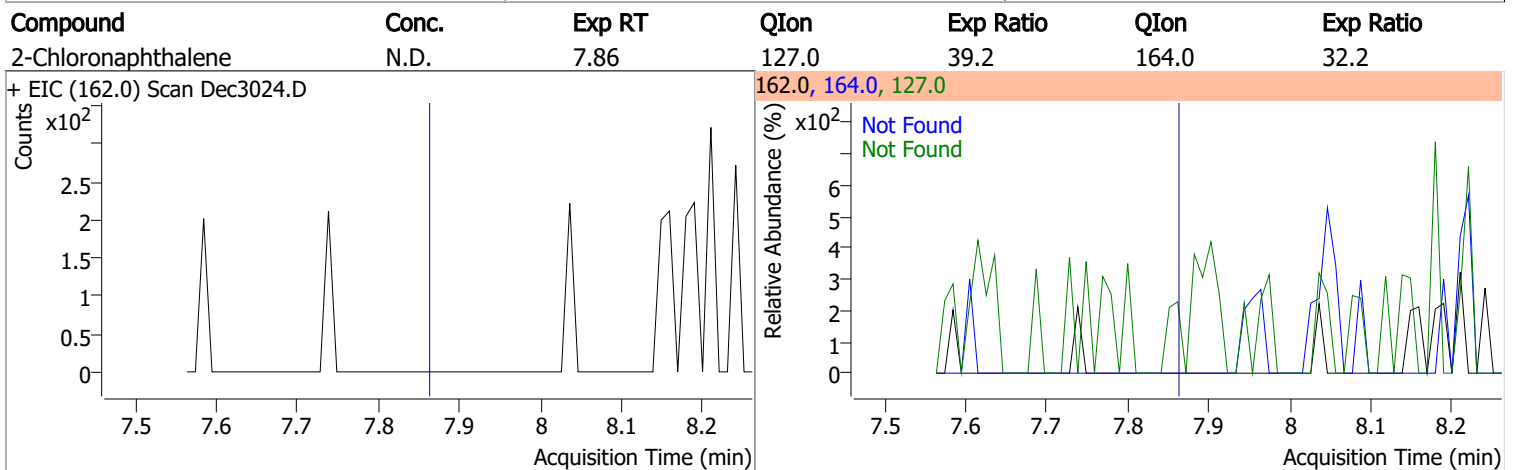 Compound Conc. Exp RT QIon Exp Ratio QIon Exp Ratio
2-Chloronaphthalene N.D. 7.86 127.0 39.2 164.0 32.2
+ EIC (162.0) Scan Dec3024.D
Counts
x10²
2.5
2
1.5
1
0.5
0
7.5 7.6 7.7 7.8 7.9 8 8.1 8.2
Acquisition Time (min)
162.0, 164.0, 127.0
Relative Abundance (%)
x10²
Not Found
Not Found
6
5
4
3
2
1
0
7.5 7.6 7.7 7.8 7.9 8 8.1 8.2
Acquisition Time (min)